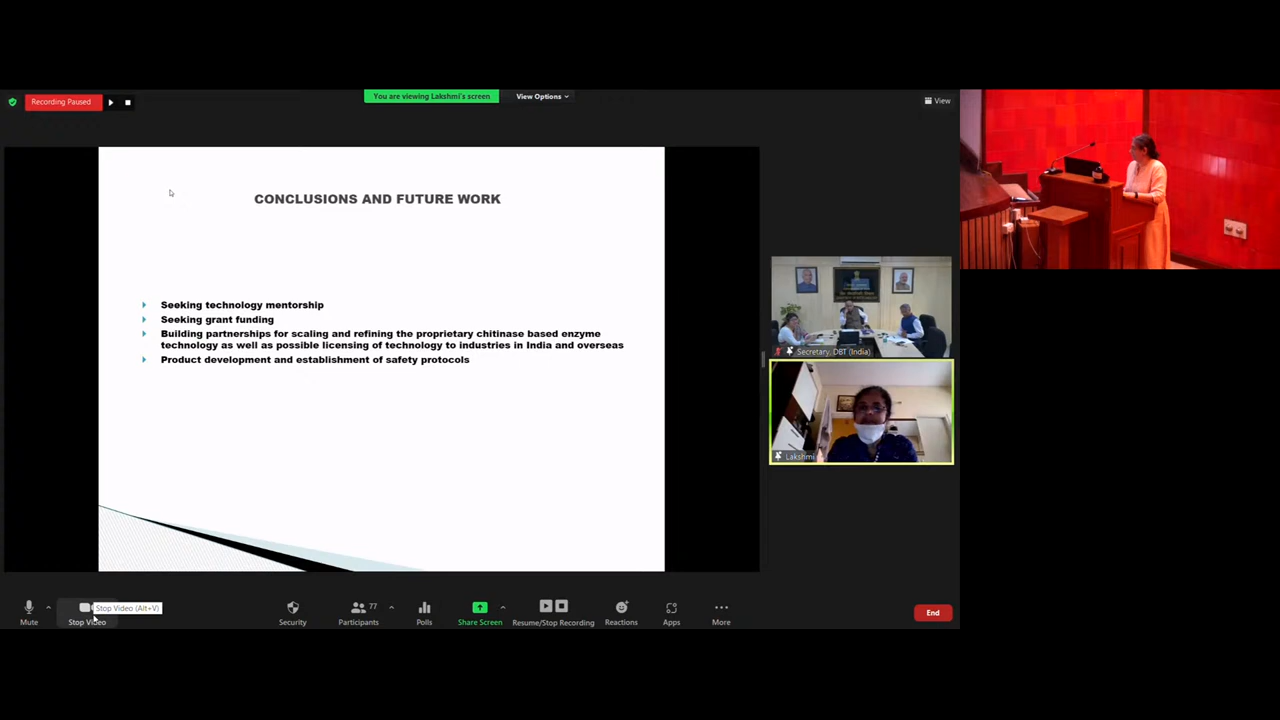 Recording Paused
You are viewing Lakshmi's screen
View Options
View
CONCLUSIONS AND FUTURE WORK
Seeking technology mentorship
Seeking grant funding
Building partnerships for scaling and refining the proprietary chitinase based enzyme
technology as well as possible licensing of technology to industries in India and overseas
Product development and establishment of safety protocols
Secretary, DBT (India)
Lakshmi
Mute
Stop Video (Alt+V)
Stop Video
Security
77
Participants
Polls
Share Screen
Resume/Stop Recording
Reactions
Apps
More
End